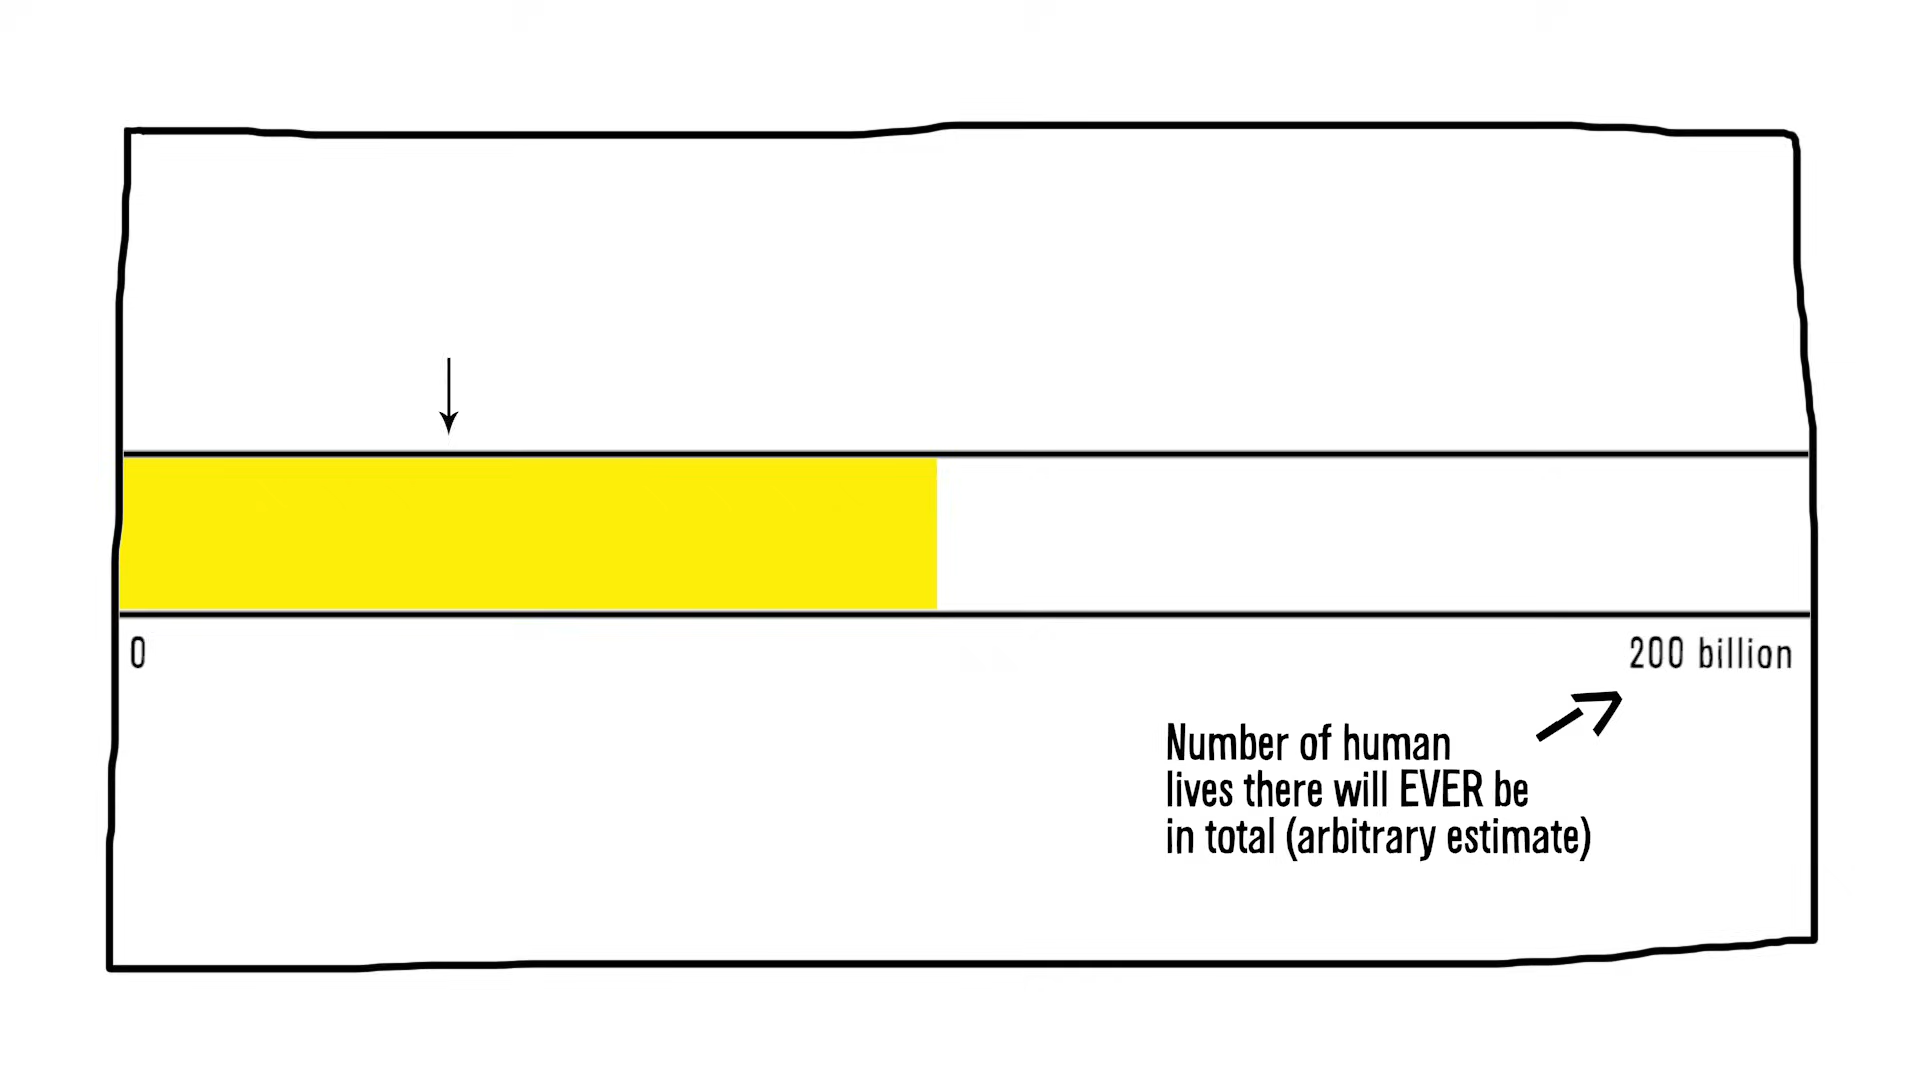 0
200 billion
Number of human
lives there will EVER be
in total (arbitrary estimate)